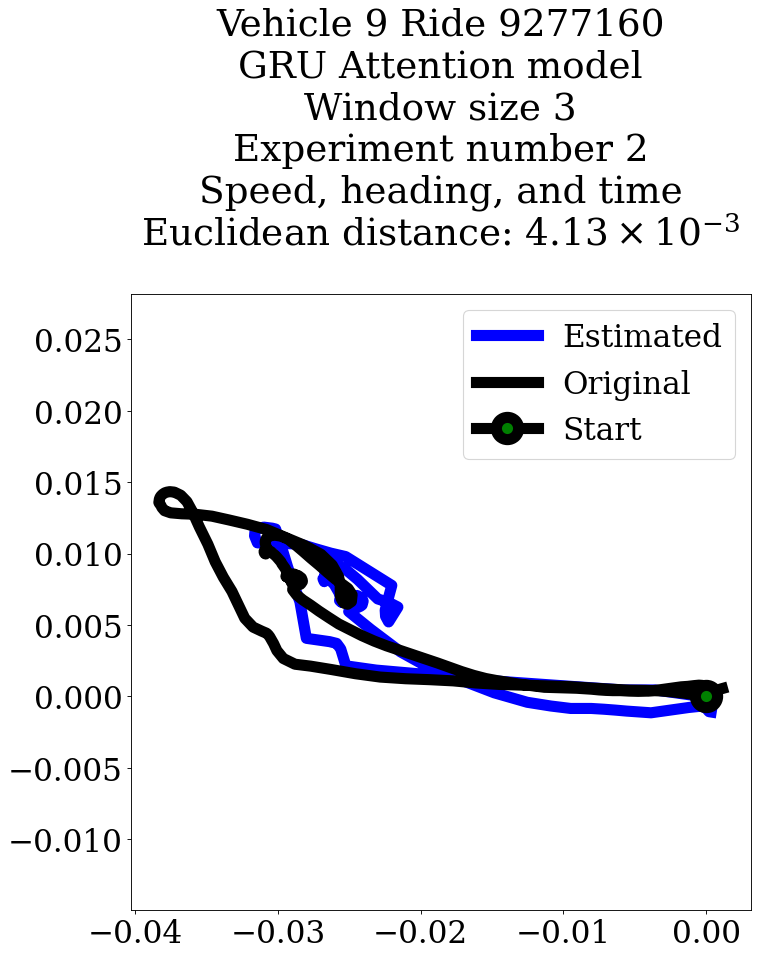 Vehicle 9 Ride 9277160
GRU Attention model
Window size 3
Experiment number 2
Speed, heading, and time
Euclidean distance: 4.13 × 10⁻³
Estimated
Original
Start
0.025
0.020
0.015
0.010
0.005
0.000
−0.005
−0.010
−0.04 −0.03 −0.02 −0.01 0.00